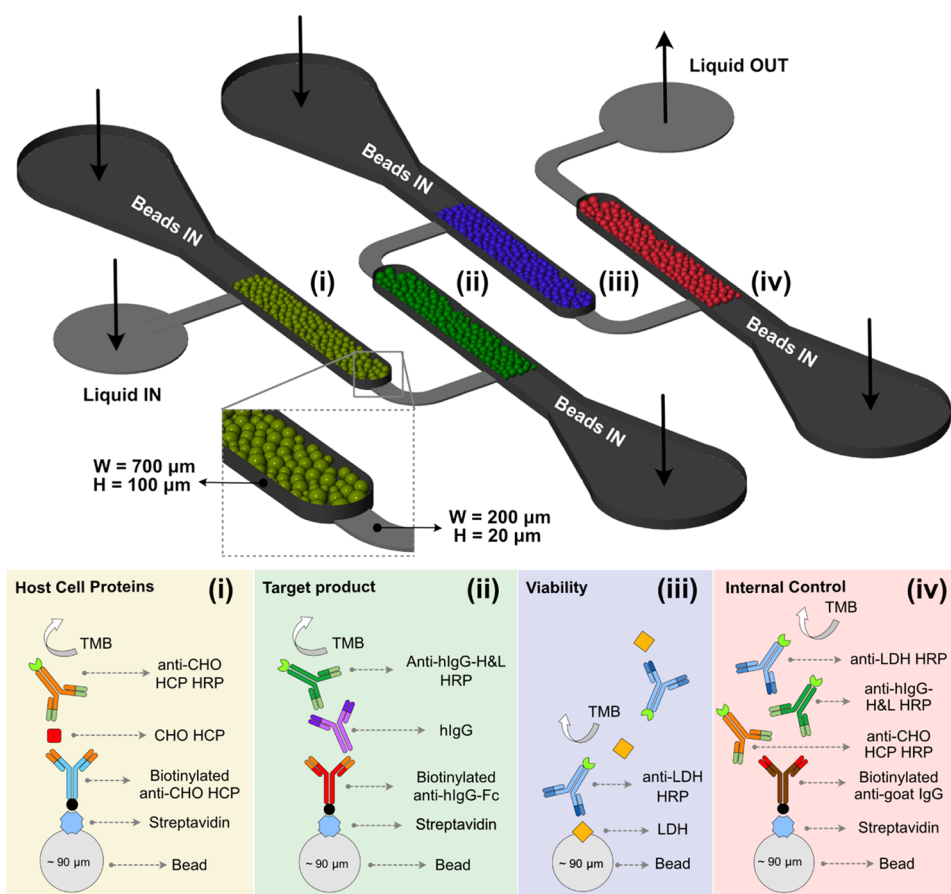 Liquid OUT
Beads IN
Beads IN
(i)
(ii)
(iii)
(iv)
Beads IN
Beads IN
Liquid IN
W = 700 µm
H = 100 µm
W = 200 µm
H = 20 µm
Host Cell Proteins
(i)
TMB
anti-CHO
HCP HRP
CHO HCP
Biotinylated
anti-CHO HCP
Streptavidin
~ 90 µm
Bead
Target product
(ii)
TMB
Anti-hIgG-H&L
HRP
hIgG
Biotinylated
anti-hIgG-Fc
Streptavidin
~ 90 µm
Bead
Viability
(iii)
TMB
anti-LDH
HRP
LDH
~ 90 µm
Bead
Internal Control
(iv)
TMB
anti-LDH HRP
anti-hIgG-
H&L HRP
anti-CHO
HCP HRP
Biotinylated
anti-goat IgG
Streptavidin
~ 90 µm
Bead